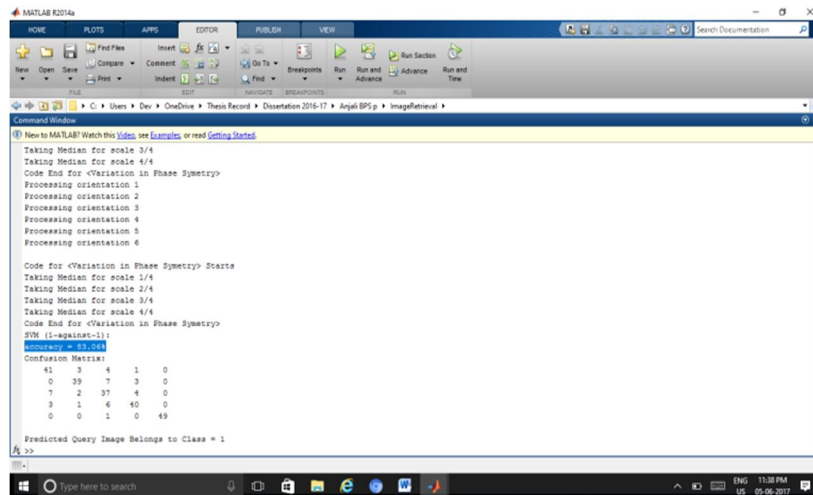 MATLAB R2014a
HOME PLOTS APPS EDITOR PUBLISH VIEW Search Documentation
Find Files Insert fx
New Open Save Compare Comment Go To Breakpoints Run Run and Advance Run Section Advance Run and Time
Print Indent Find
FILE EDIT NAVIGATE BREAKPOINTS RUN
C: Users Dev OneDrive Thesis Record Dissertation 2016-17 Anjali BPS p ImageRetrieval
Command Window
New to MATLAB? Watch this Video, see Examples, or read Getting Started.
Taking Median for scale 3/4
Taking Median for scale 4/4
Code End for <Variation in Phase Symetry>
Processing orientation 1
Processing orientation 2
Processing orientation 3
Processing orientation 4
Processing orientation 5
Processing orientation 6
Code for <Variation in Phase Symetry> Starts
Taking Median for scale 1/4
Taking Median for scale 2/4
Taking Median for scale 3/4
Taking Median for scale 4/4
Code End for <Variation in Phase Symetry>
SVM (1-against-1):
accuracy = 83.06%
Confusion Matrix:
41 3 4 1 0
0 39 7 3 0
7 2 37 4 0
3 1 6 40 0
0 0 1 0 49
Predicted Query Image Belongs to Class = 1
fx >>
Type here to search
ENG 11:38 PM
US 05-06-2017